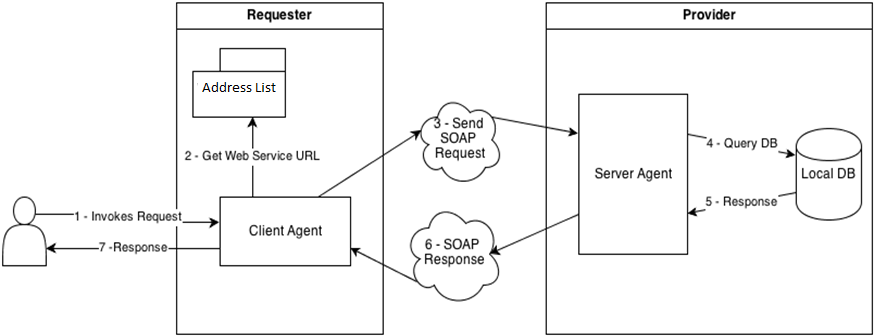 Requester
Provider
Address List
2 - Get Web Service URL
3 - Send
SOAP
Request
4 - Query DB
Server Agent
Local DB
5 - Response
1 - Invokes Request
Client Agent
7 -Response
6 - SOAP
Response